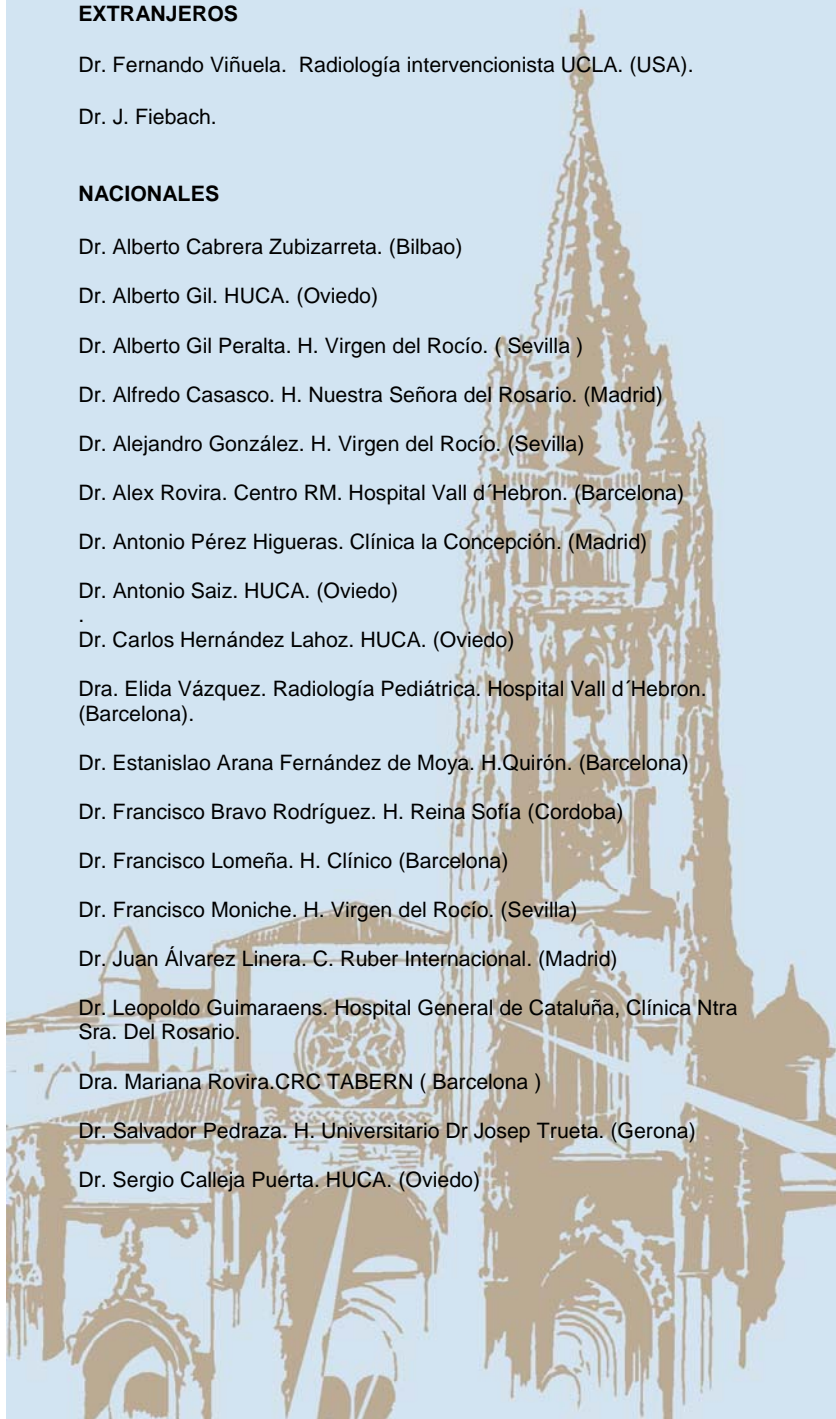 EXTRANJEROS
Dr. Fernando Viñuela.  Radiología intervencionista UCLA. (USA).
Dr. J. Fiebach.
NACIONALES
Dr. Alberto Cabrera Zubizarreta. (Bilbao)
Dr. Alberto Gil. HUCA. (Oviedo)
Dr. Alberto Gil Peralta. H. Virgen del Rocío. ( Sevilla )
Dr. Alfredo Casasco. H. Nuestra Señora del Rosario. (Madrid)
Dr. Alejandro González. H. Virgen del Rocío. (Sevilla)
Dr. Alex Rovira. Centro RM. Hospital Vall d´Hebron. (Barcelona)
Dr. Antonio Pérez Higueras. Clínica la Concepción. (Madrid)
Dr. Antonio Saiz. HUCA. (Oviedo)
.
Dr. Carlos Hernández Lahoz. HUCA. (Oviedo)
Dra. Elida Vázquez. Radiología Pediátrica. Hospital Vall d´Hebron.
(Barcelona).
Dr. Estanislao Arana Fernández de Moya. H.Quirón. (Barcelona)
Dr. Francisco Bravo Rodríguez. H. Reina Sofía (Cordoba)
Dr. Francisco Lomeña. H. Clínico (Barcelona)
Dr. Francisco Moniche. H. Virgen del Rocío. (Sevilla)
Dr. Juan Álvarez Linera. C. Ruber Internacional. (Madrid)
Dr. Leopoldo Guimaraens. Hospital General de Cataluña, Clínica Ntra
Sra. Del Rosario.
Dra. Mariana Rovira.CRC TABERN ( Barcelona )
Dr. Salvador Pedraza. H. Universitario Dr Josep Trueta. (Gerona)
Dr. Sergio Calleja Puerta. HUCA. (Oviedo)